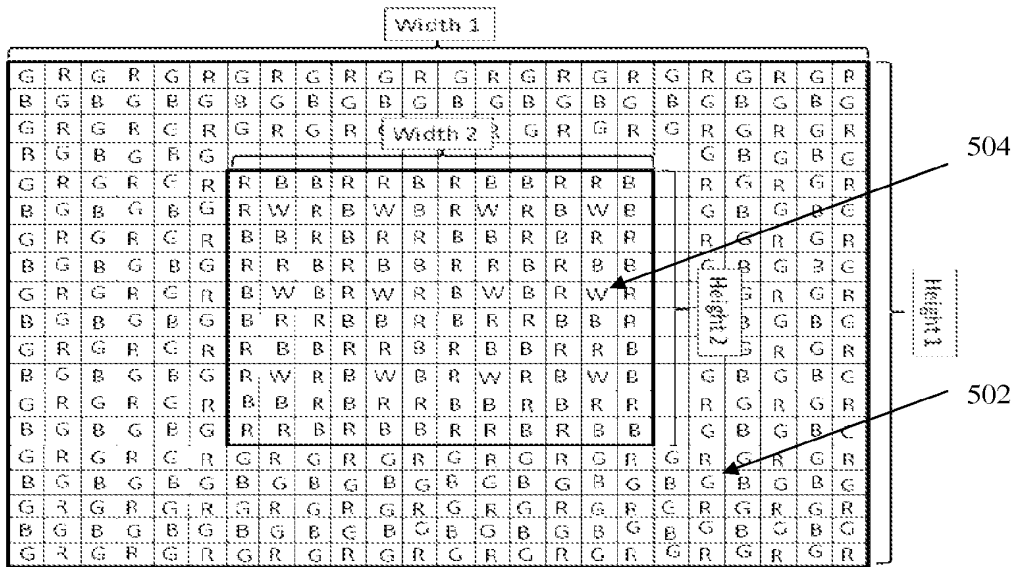 Width 1
G R G R G R G R G R G R G R G R G R G R G R G R
B G B G B G B G B G B G B G B G B G B G B G B G
G R G R G R G R G R R G R G R G R G R G R
Width 2
B G B G B G G B G B G
504
G R G R G R R B B R R B R B B R R B R G R G R
B G B G B G R W R B W B R W R B W B G B G B G
G R G R G R B B R B R R B B R B R R R G R G R
B G B G B G R R B R B B R R B R B B G B G B G
G R G R G R B W B R W R B W B R W R G R G R
Height 2
Height 1
B G B G B G B R R B B R B R R B B R B G B G
G R G R G R R B B R R B R B B R R B G R G R
B G B G B G R W R B W B R W R B W B G B G B G
502
G R G R G R B B R B R R B B R B R R R G R G R
B G B G B G R R B R B B R R B R B B G B G B G
G R G R G R G R G R G R G R G R G R G R G R G R
B G B G B G B G B G B G B G B G B G B G B G B G
G R G R G R G R G R G R G R G R G R G R G R G R
B G B G B G B G B G B G B G B G B G B G B G B G
G R G R G R G R G R G R G R G R G R G R G R G R